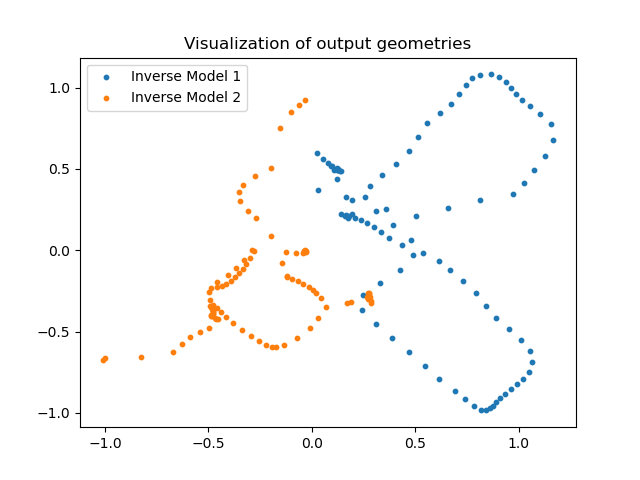 Visualization of output geometries
Inverse Model 1
Inverse Model 2
1.0
0.5
0.0
−0.5
−1.0
−1.0 −0.5 0.0 0.5 1.0